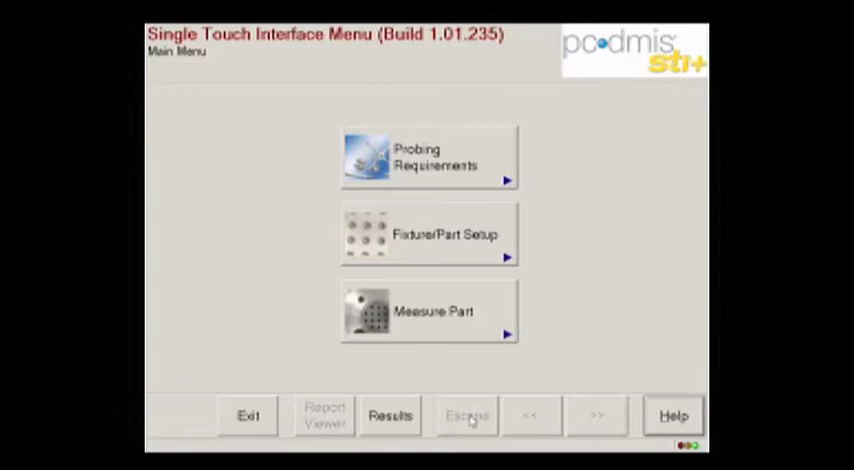 Single Touch Interface Menu (Build 1.01.235)
Main Menu
pc•dmis
sti+
Probing
Requirements
Fixture/Part Setup
Measure Part
Exit
Report
Viewer
Results
Escape
<<
>>
Help